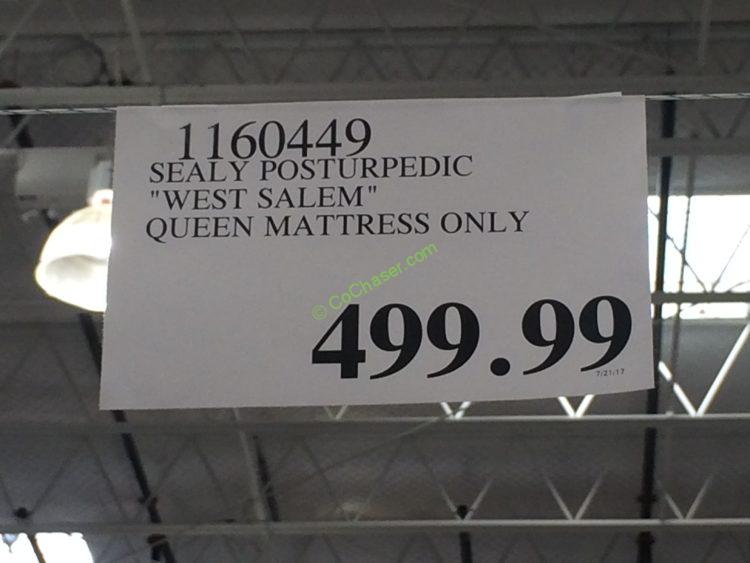 1160449
SEALY POSTURPEDIC
"WEST SALEM"
QUEEN MATTRESS ONLY
© CoChaser.com
499.99
7/21/17